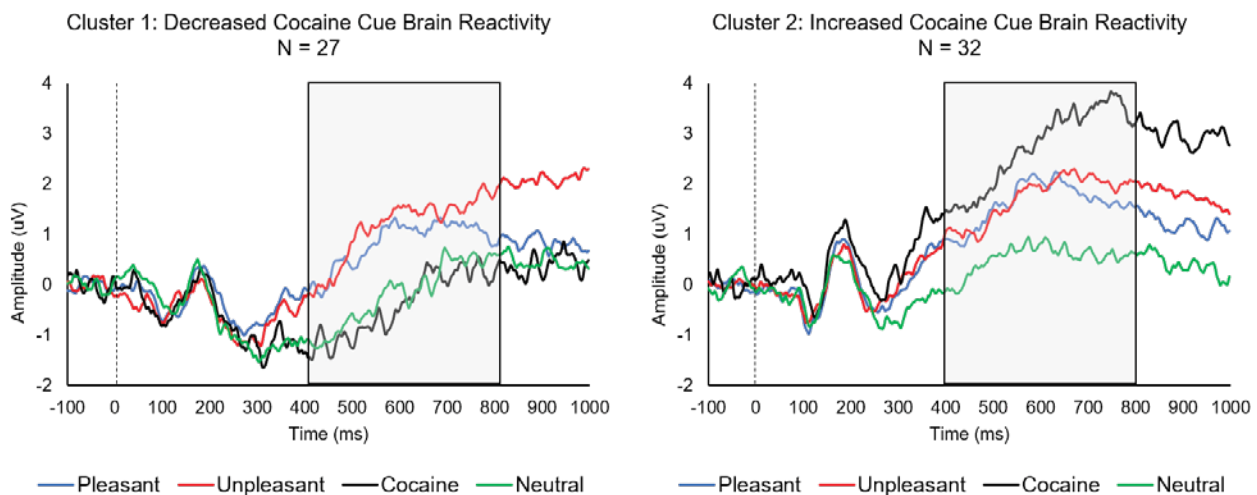 Cluster 1: Decreased Cocaine Cue Brain Reactivity
N = 27
Amplitude (uV)
4
3
2
1
0
-1
-2
-100 0 100 200 300 400 500 600 700 800 900 1000
Time (ms)
Pleasant Unpleasant Cocaine Neutral
Cluster 2: Increased Cocaine Cue Brain Reactivity
N = 32
Amplitude (uV)
4
3
2
1
0
-1
-2
-100 0 100 200 300 400 500 600 700 800 900 1000
Time (ms)
Pleasant Unpleasant Cocaine Neutral